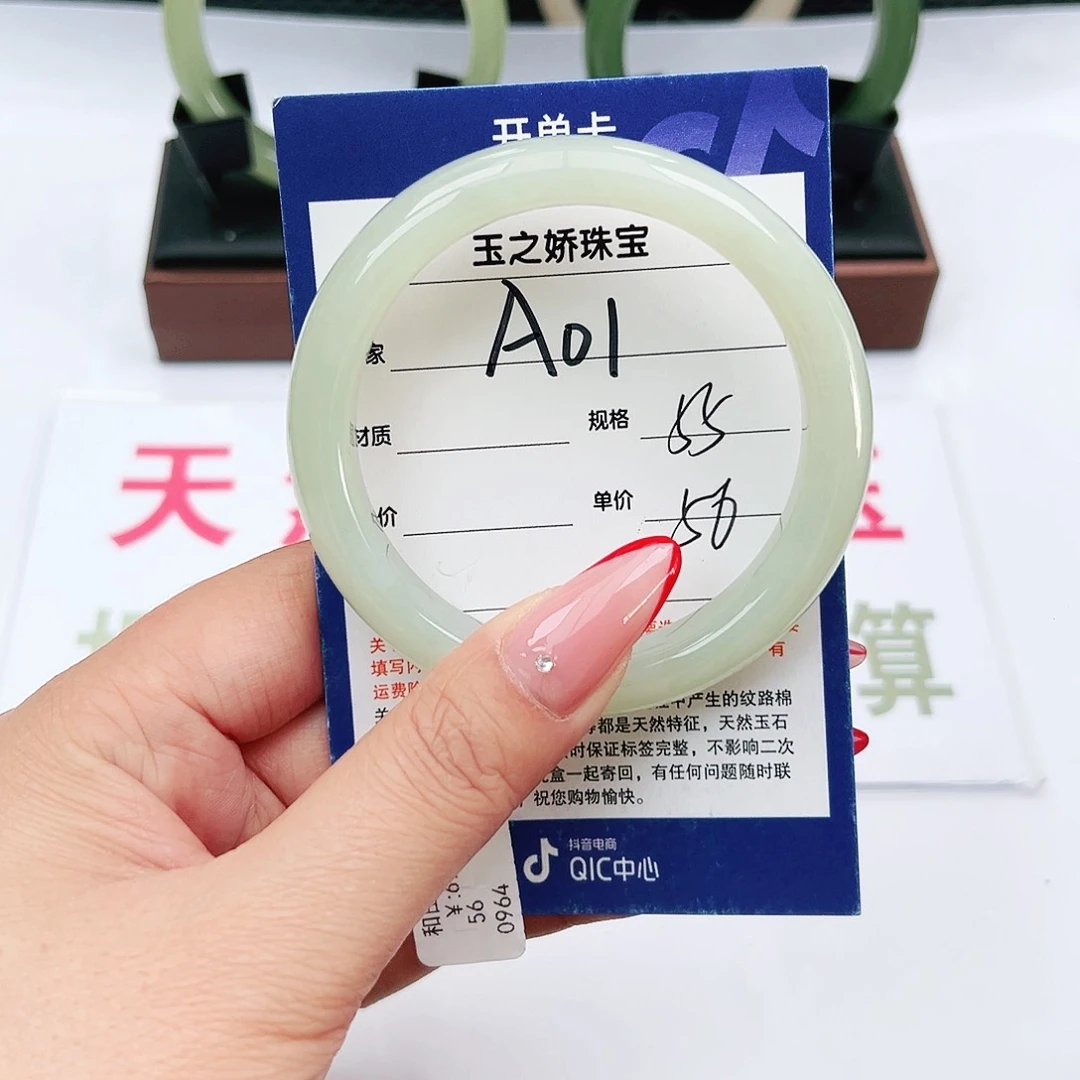 开单卡
玉之娇珠宝
家 A01
材质 规格 55
价 单价 56
填写
运费
产生的纹路棉
都是天然特征，天然玉石
时保证标签完整，不影响二次
盒一起寄回，有任何问题随时联
祝您购物愉快。
抖音电商
QIC中心
56
0964
天
算